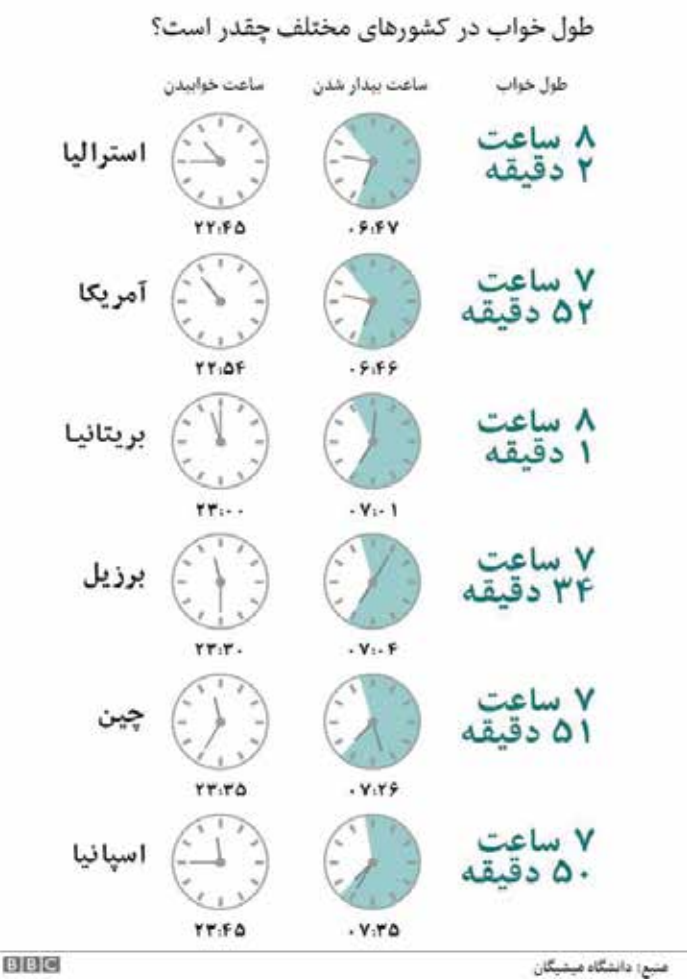 طول خواب در کشورهای مختلف چقدر است؟
طول خواب ساعت بیدار شدن ساعت خوابیدن
۸ ساعت
۲ دقیقه
استرالیا
۰۶:۴۷
۲۲:۴۵
۷ ساعت
۵۲ دقیقه
آمریکا
۰۶:۴۶
۲۲:۵۴
۸ ساعت
۱ دقیقه
بریتانیا
۰۷:۰۱
۲۳:۰۰
۷ ساعت
۳۴ دقیقه
برزیل
۰۷:۰۴
۲۳:۳۰
۷ ساعت
۵۱ دقیقه
چین
۰۷:۲۶
۲۳:۳۵
۷ ساعت
۵۰ دقیقه
اسپانیا
۰۷:۳۵
۲۳:۴۵
منبع: دانشگاه میشیگان
BBC